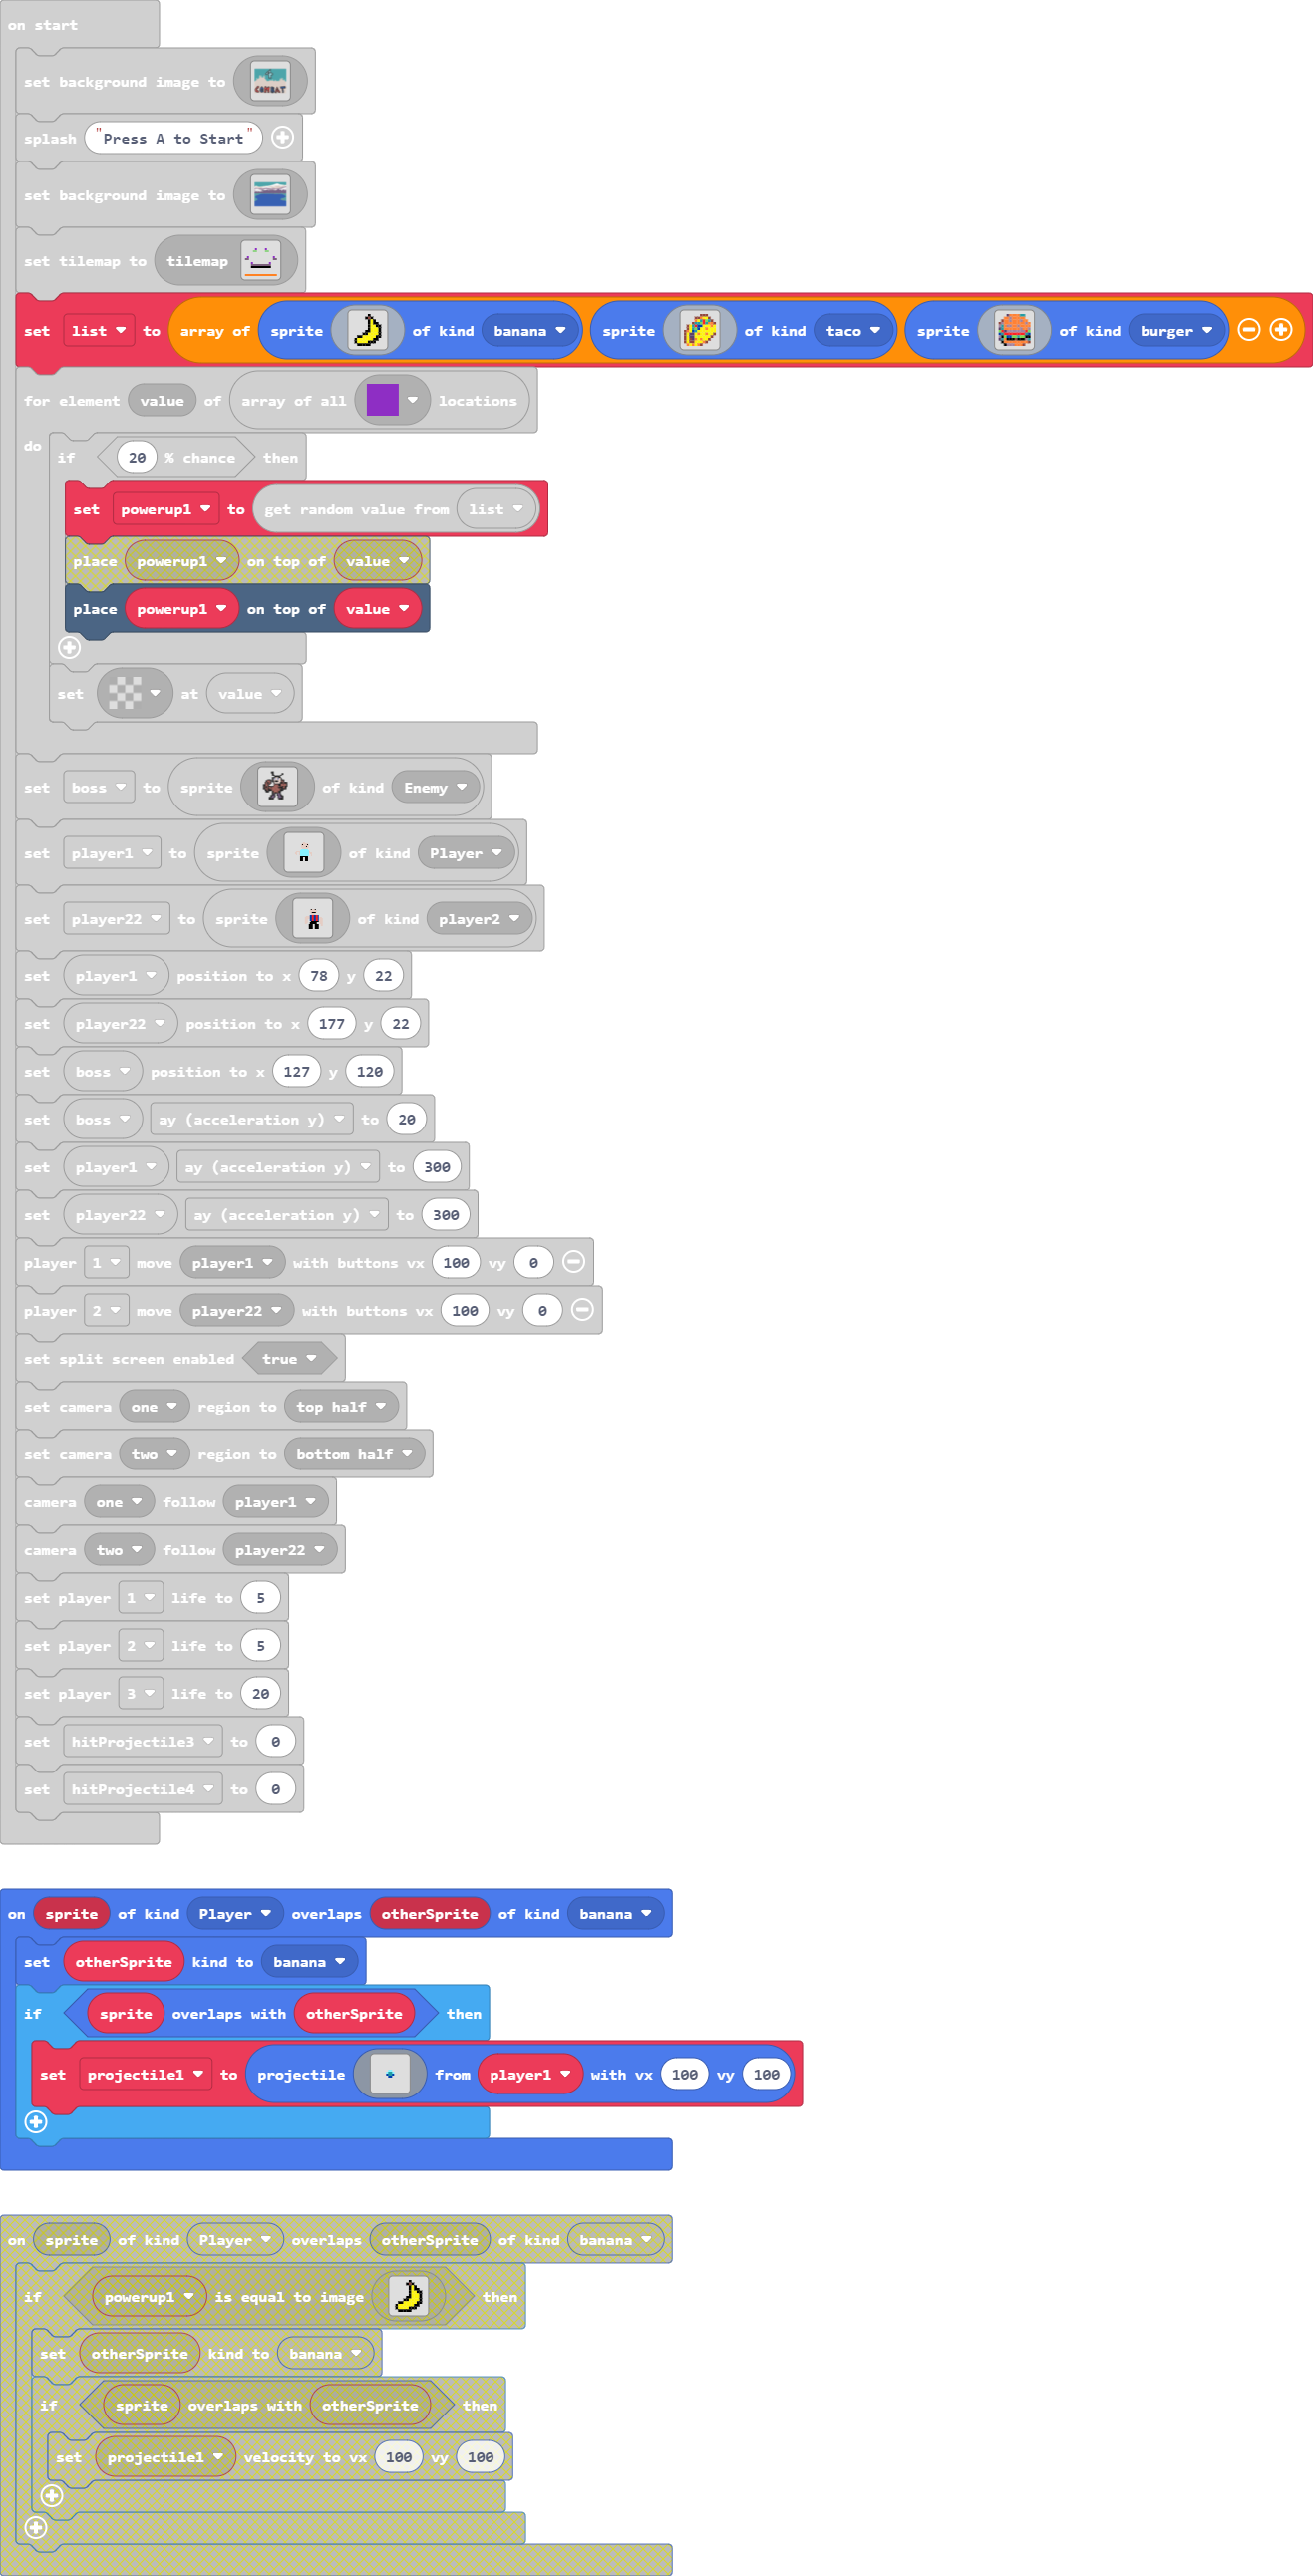 on start
set background image to COMBAT
splash "Press A to Start"
set background image to
set tilemap to tilemap
set list to array of sprite of kind banana sprite of kind taco sprite of kind burger
for element value of array of all locations
do
if 20 % chance then
set powerup1 to get random value from list
place powerup1 on top of value
place powerup1 on top of value
set at value
set boss to sprite of kind Enemy
set player1 to sprite of kind Player
set player22 to sprite of kind player2
set player1 position to x 78 y 22
set player22 position to x 177 y 22
set boss position to x 127 y 120
set boss ay (acceleration y) to 20
set player1 ay (acceleration y) to 300
set player22 ay (acceleration y) to 300
player 1 move player1 with buttons vx 100 vy 0
player 2 move player22 with buttons vx 100 vy 0
set split screen enabled true
set camera one region to top half
set camera two region to bottom half
camera one follow player1
camera two follow player22
set player 1 life to 5
set player 2 life to 5
set player 3 life to 20
set hitProjectile3 to 0
set hitProjectile4 to 0
on sprite of kind Player overlaps otherSprite of kind banana
set otherSprite kind to banana
if sprite overlaps with otherSprite then
set projectile1 to projectile from player1 with vx 100 vy 100
on sprite of kind Player overlaps otherSprite of kind banana
if powerup1 is equal to image then
set otherSprite kind to banana
if sprite overlaps with otherSprite then
set projectile1 velocity to vx 100 vy 100